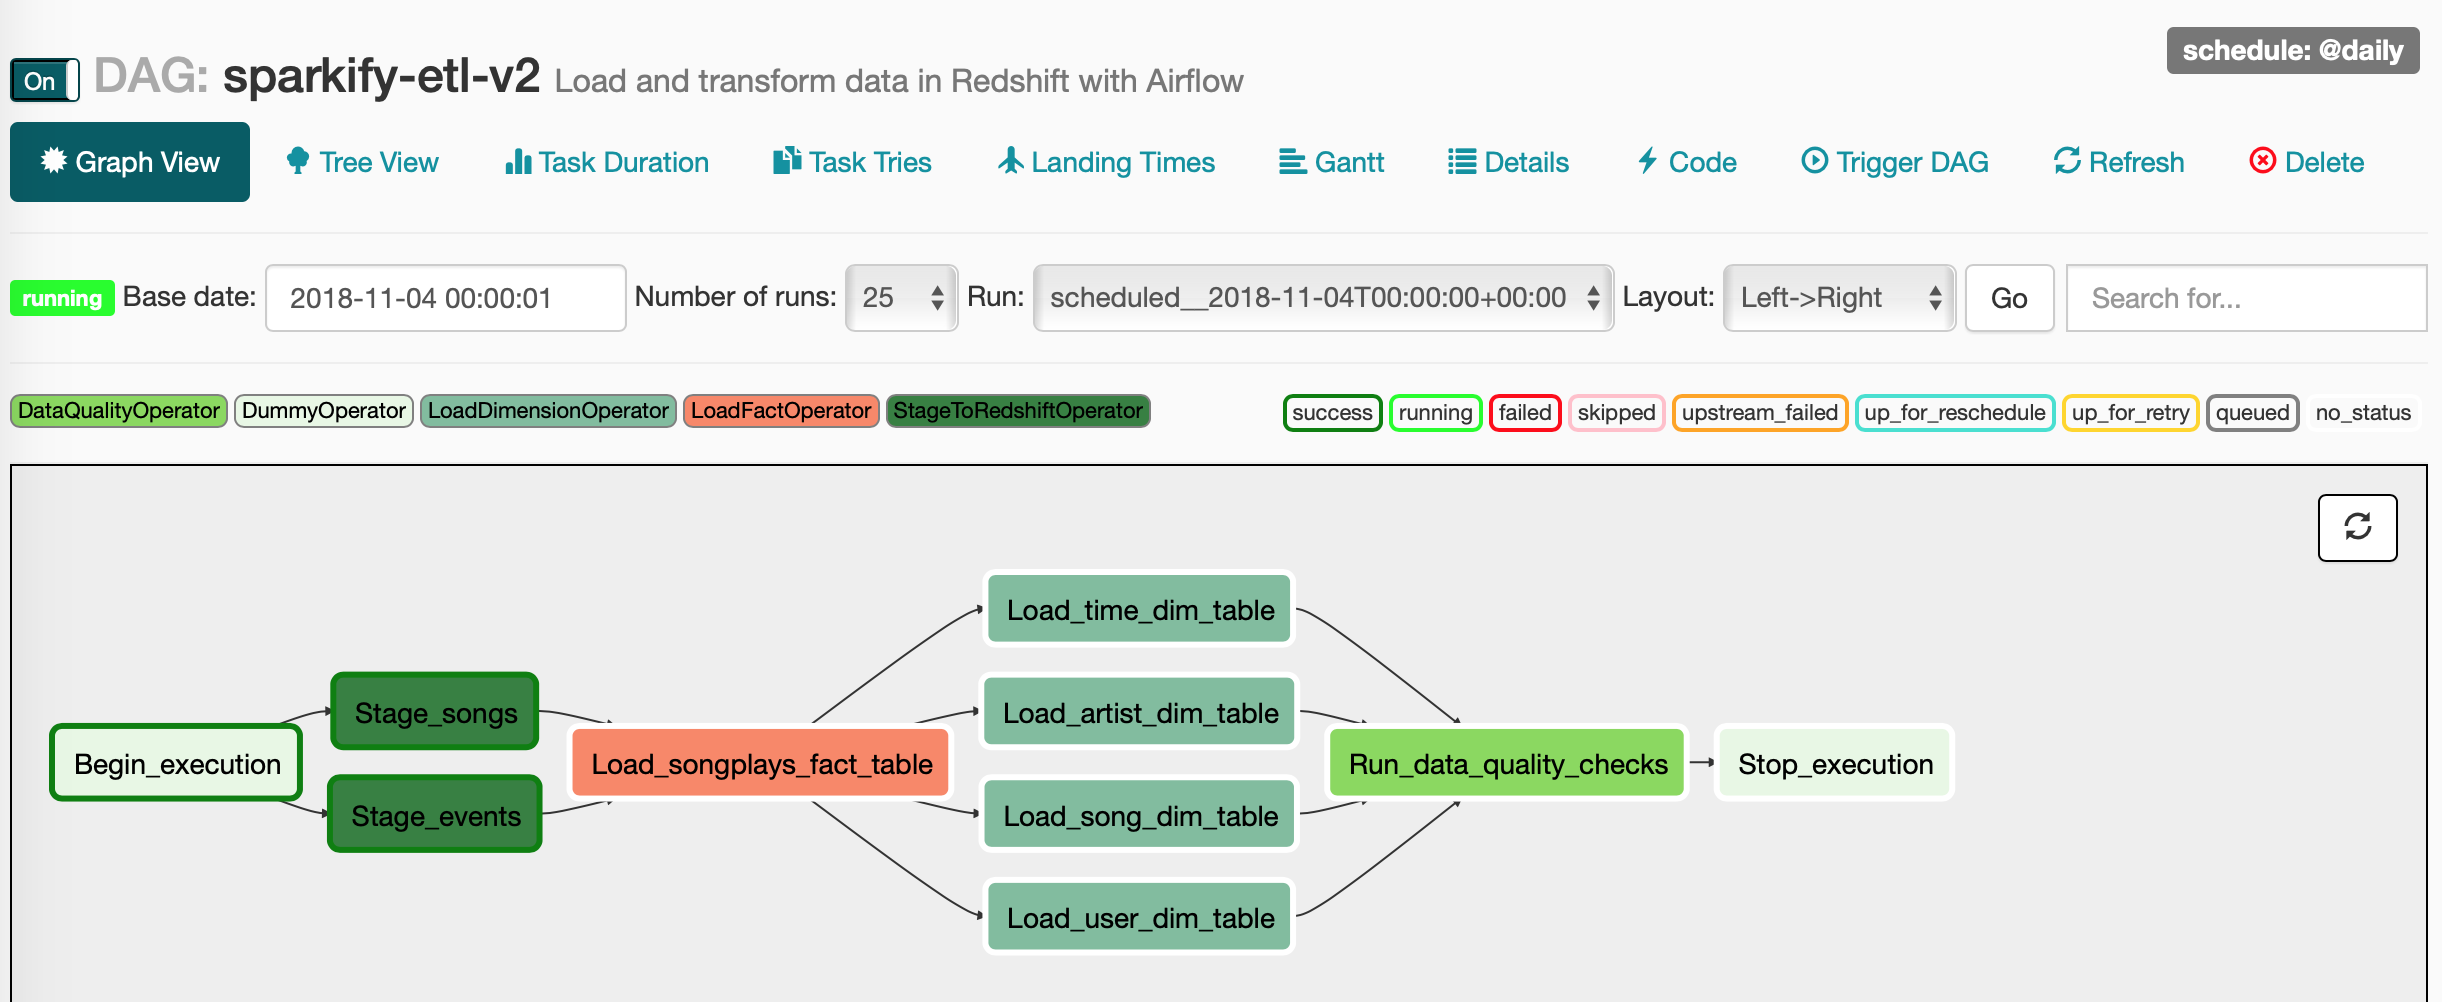 schedule: @daily
On DAG: sparkify-etl-v2 Load and transform data in Redshift with Airflow
Graph View Tree View Task Duration Task Tries Landing Times Gantt Details Code Trigger DAG Refresh Delete
running Base date: 2018-11-04 00:00:01 Number of runs: 25 Run: scheduled__2018-11-04T00:00:00+00:00 Layout: Left->Right Go Search for...
DataQualityOperator DummyOperator LoadDimensionOperator LoadFactOperator StageToRedshiftOperator success running failed skipped upstream_failed up_for_reschedule up_for_retry queued no_status
Load_time_dim_table
Stage_songs Load_artist_dim_table
Begin_execution Load_songplays_fact_table Run_data_quality_checks Stop_execution
Stage_events Load_song_dim_table
Load_user_dim_table